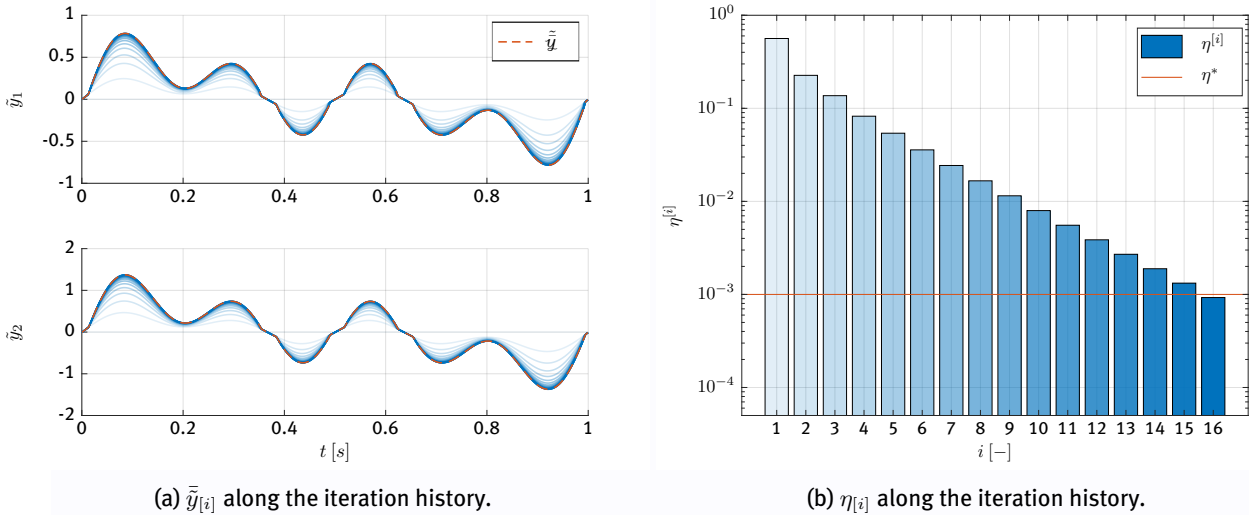 1
0.5
0
-0.5
-1
ỹ₁
0 0.2 0.4 0.6 0.8 1
2
1
0
-1
-2
ỹ₂
0 0.2 0.4 0.6 0.8 1
t [s]
10⁰
10⁻¹
10⁻²
10⁻³
10⁻⁴
η^[i]
η^[i]
η*
1 2 3 4 5 6 7 8 9 10 11 12 13 14 15 16
i [−]
(a) ỹ̄_[i] along the iteration history.
(b) η_[i] along the iteration history.